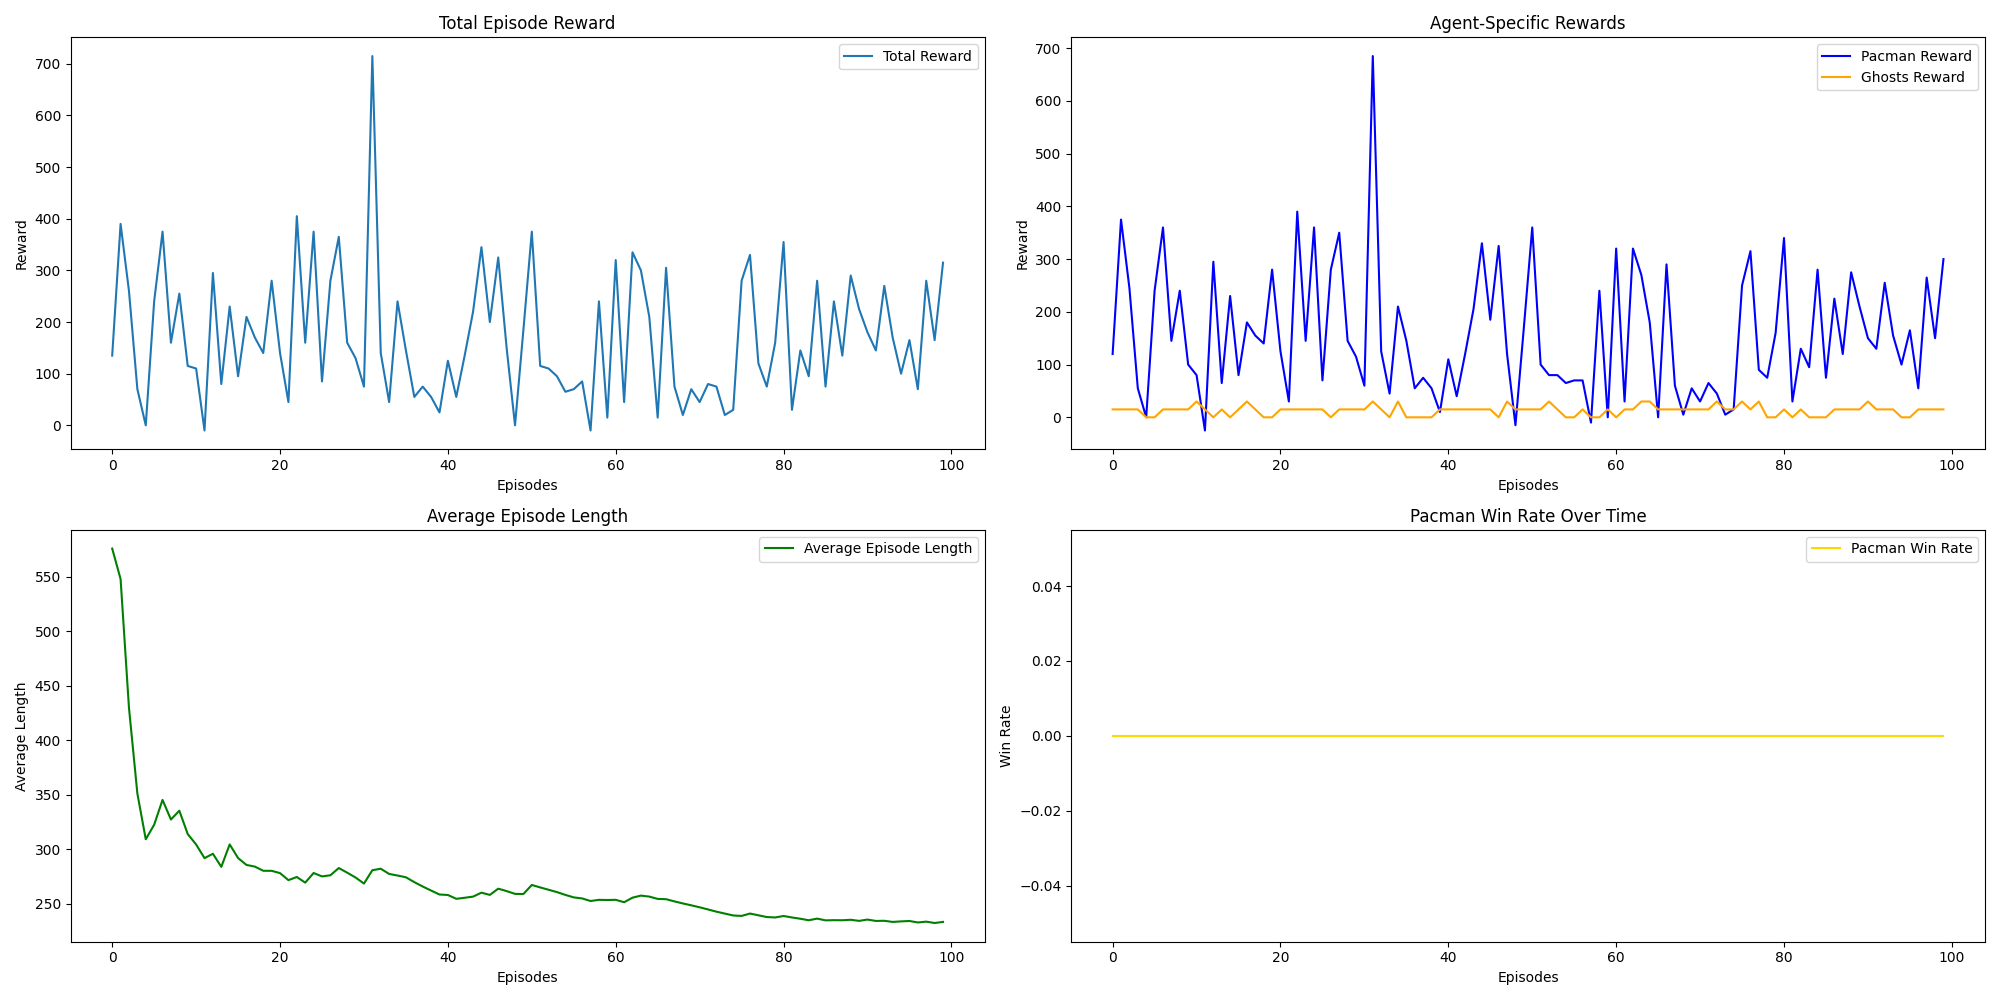 Total Episode Reward
Total Reward
700
600
500
400
300
200
100
0
Reward
0 20 40 60 80 100
Episodes
Agent-Specific Rewards
Pacman Reward
Ghosts Reward
700
600
500
400
300
200
100
0
Reward
0 20 40 60 80 100
Episodes
Average Episode Length
Average Episode Length
550
500
450
400
350
300
250
Average Length
0 20 40 60 80 100
Episodes
Pacman Win Rate Over Time
Pacman Win Rate
0.04
0.02
0.00
−0.02
−0.04
Win Rate
0 20 40 60 80 100
Episodes